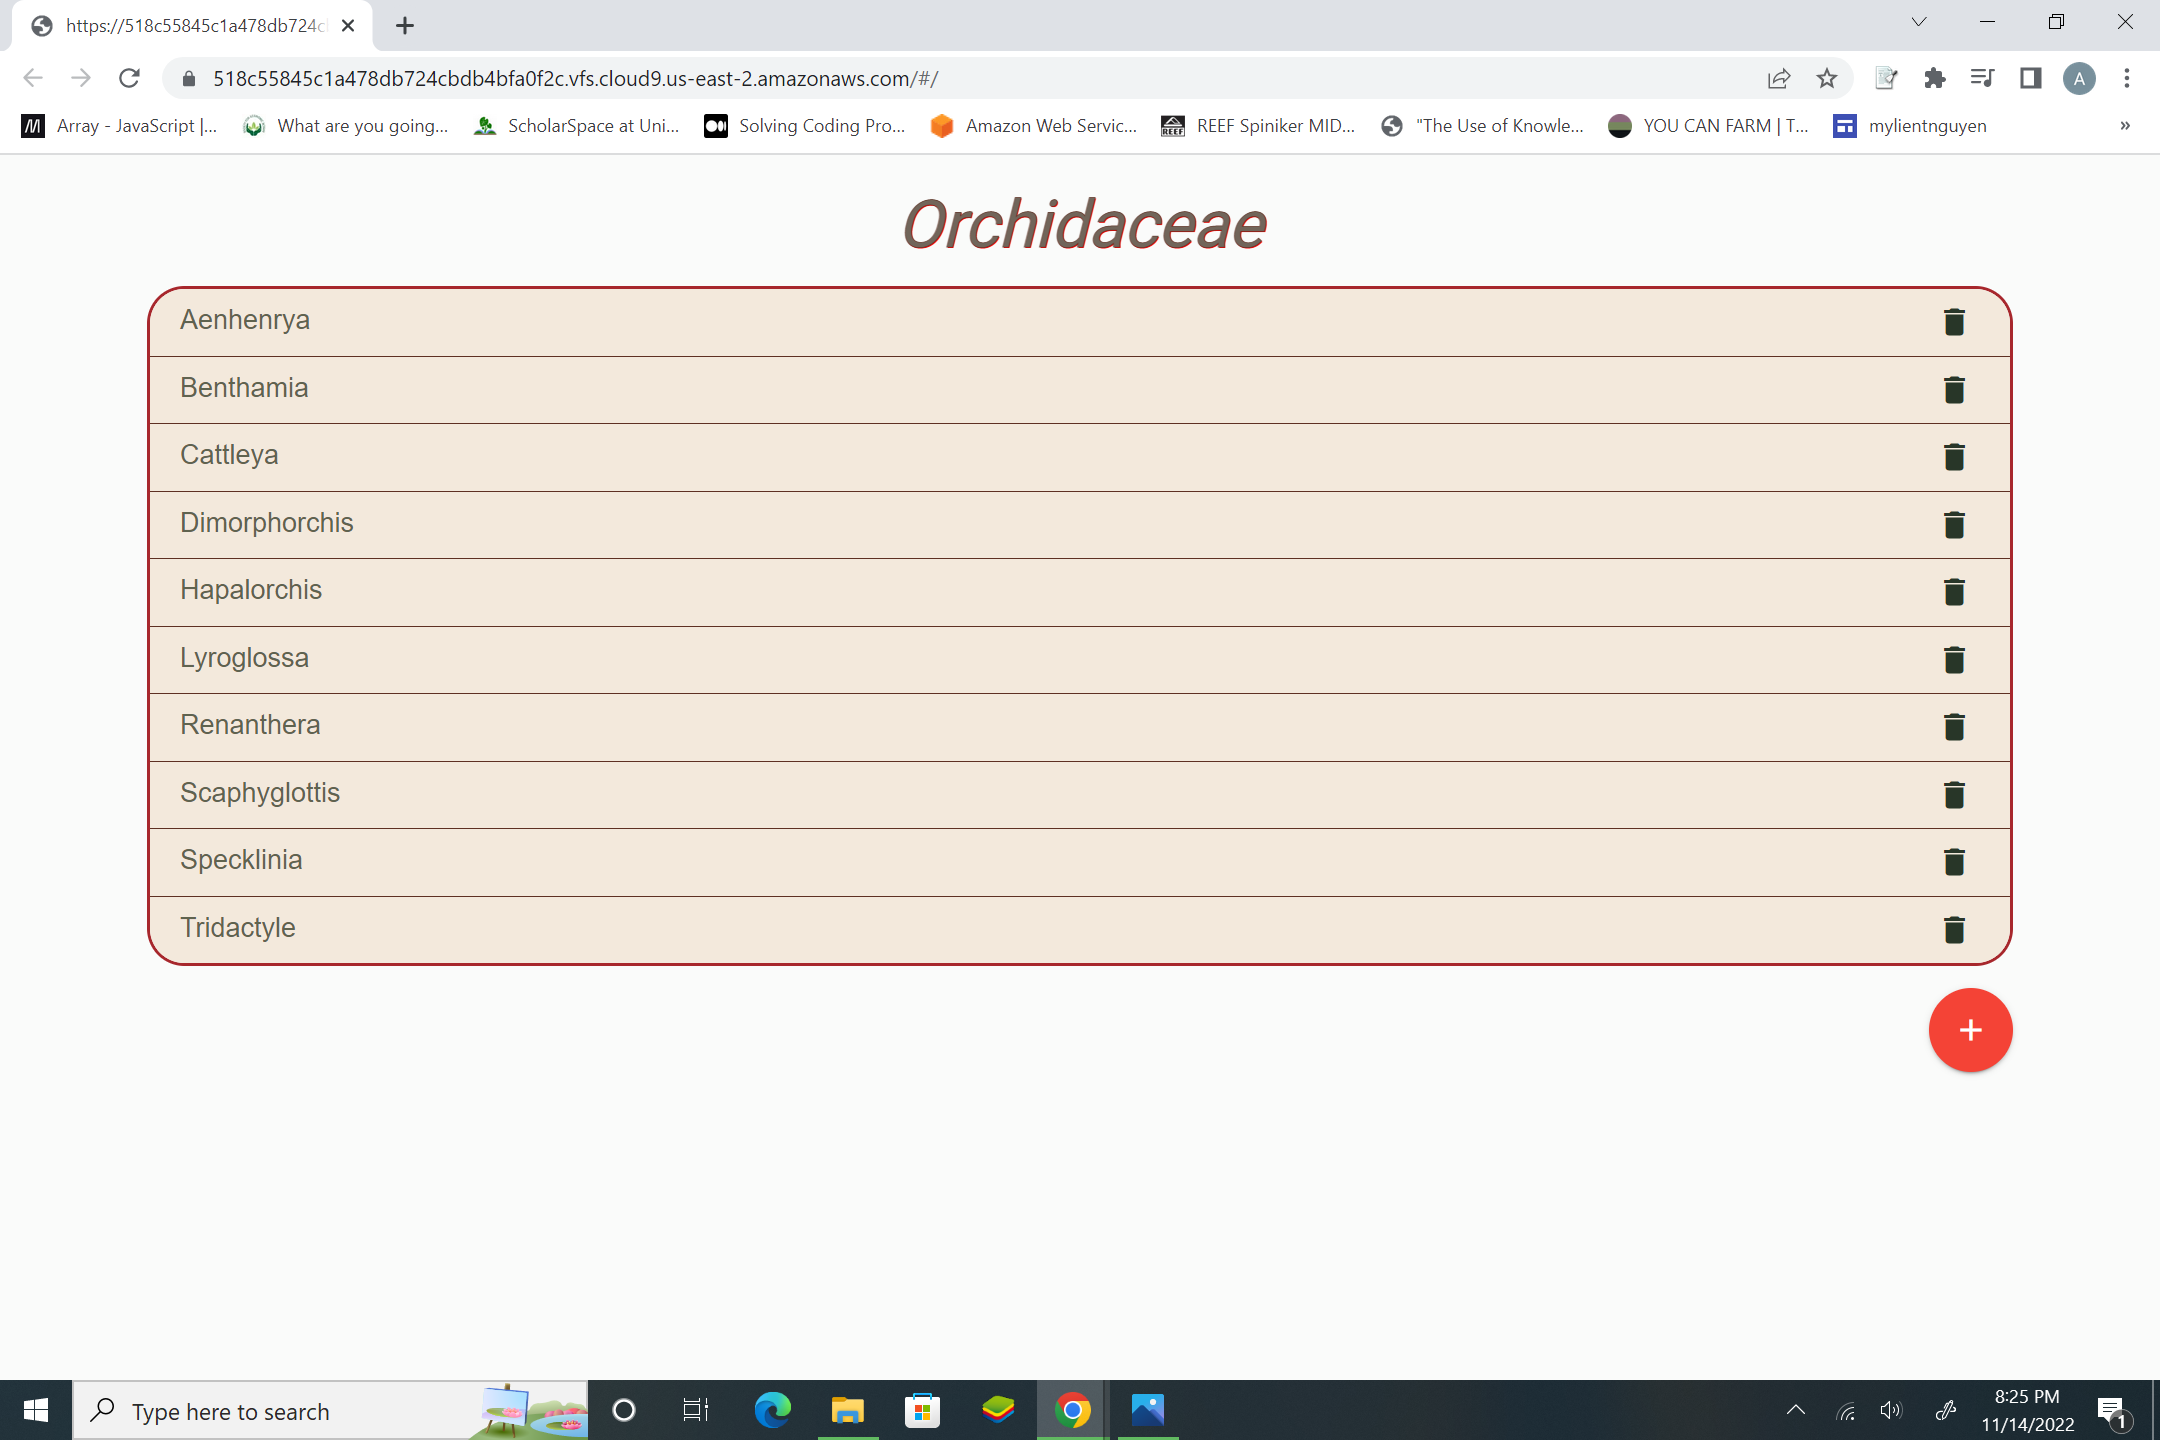 https://518c55845c1a478db724c
518c55845c1a478db724cbdb4bfa0f2c.vfs.cloud9.us-east-2.amazonaws.com/#/
A
Array - JavaScript |... What are you going... ScholarSpace at Uni... Solving Coding Pro... Amazon Web Servic... REEF REEF Spiniker MID... "The Use of Knowle... YOU CAN FARM | T... mylientnguyen »
Orchidaceae
Aenhenrya
Benthamia
Cattleya
Dimorphorchis
Hapalorchis
Lyroglossa
Renanthera
Scaphyglottis
Specklinia
Tridactyle
+
Type here to search
8:25 PM
11/14/2022
1